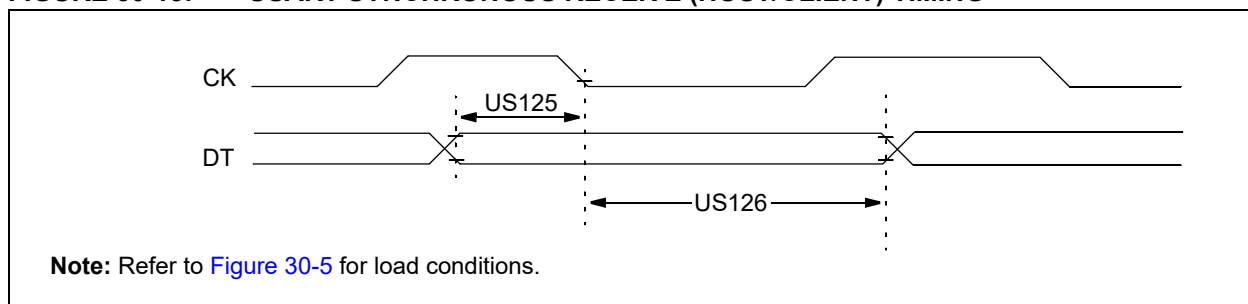 CK
US125
DT
US126
Note: Refer to Figure 30-5 for load conditions.